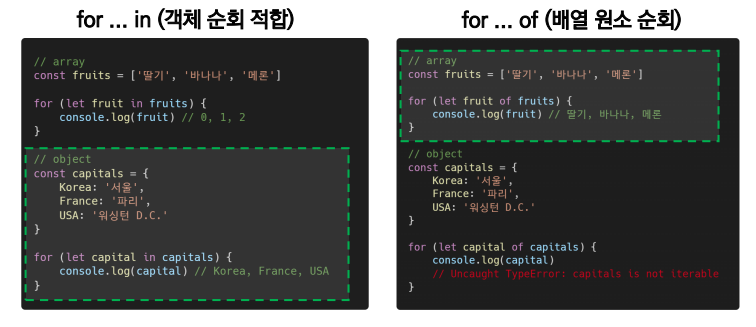 for ... in (객체 순회 적합)
// array
const fruits = ['딸기', '바나나', '메론']
for (let fruit in fruits) {
    console.log(fruit) // 0, 1, 2
}
// object
const capitals = {
    Korea: '서울',
    France: '파리',
    USA: '워싱턴 D.C.'
}
for (let capital in capitals) {
    console.log(capital) // Korea, France, USA
}
for ... of (배열 원소 순회)
// array
const fruits = ['딸기', '바나나', '메론']
for (let fruit of fruits) {
    console.log(fruit) // 딸기, 바나나, 메론
}
// object
const capitals = {
    Korea: '서울',
    France: '파리',
    USA: '워싱턴 D.C.'
}
for (let capital of capitals) {
    console.log(capital)
    // Uncaught TypeError: capitals is not iterable
}